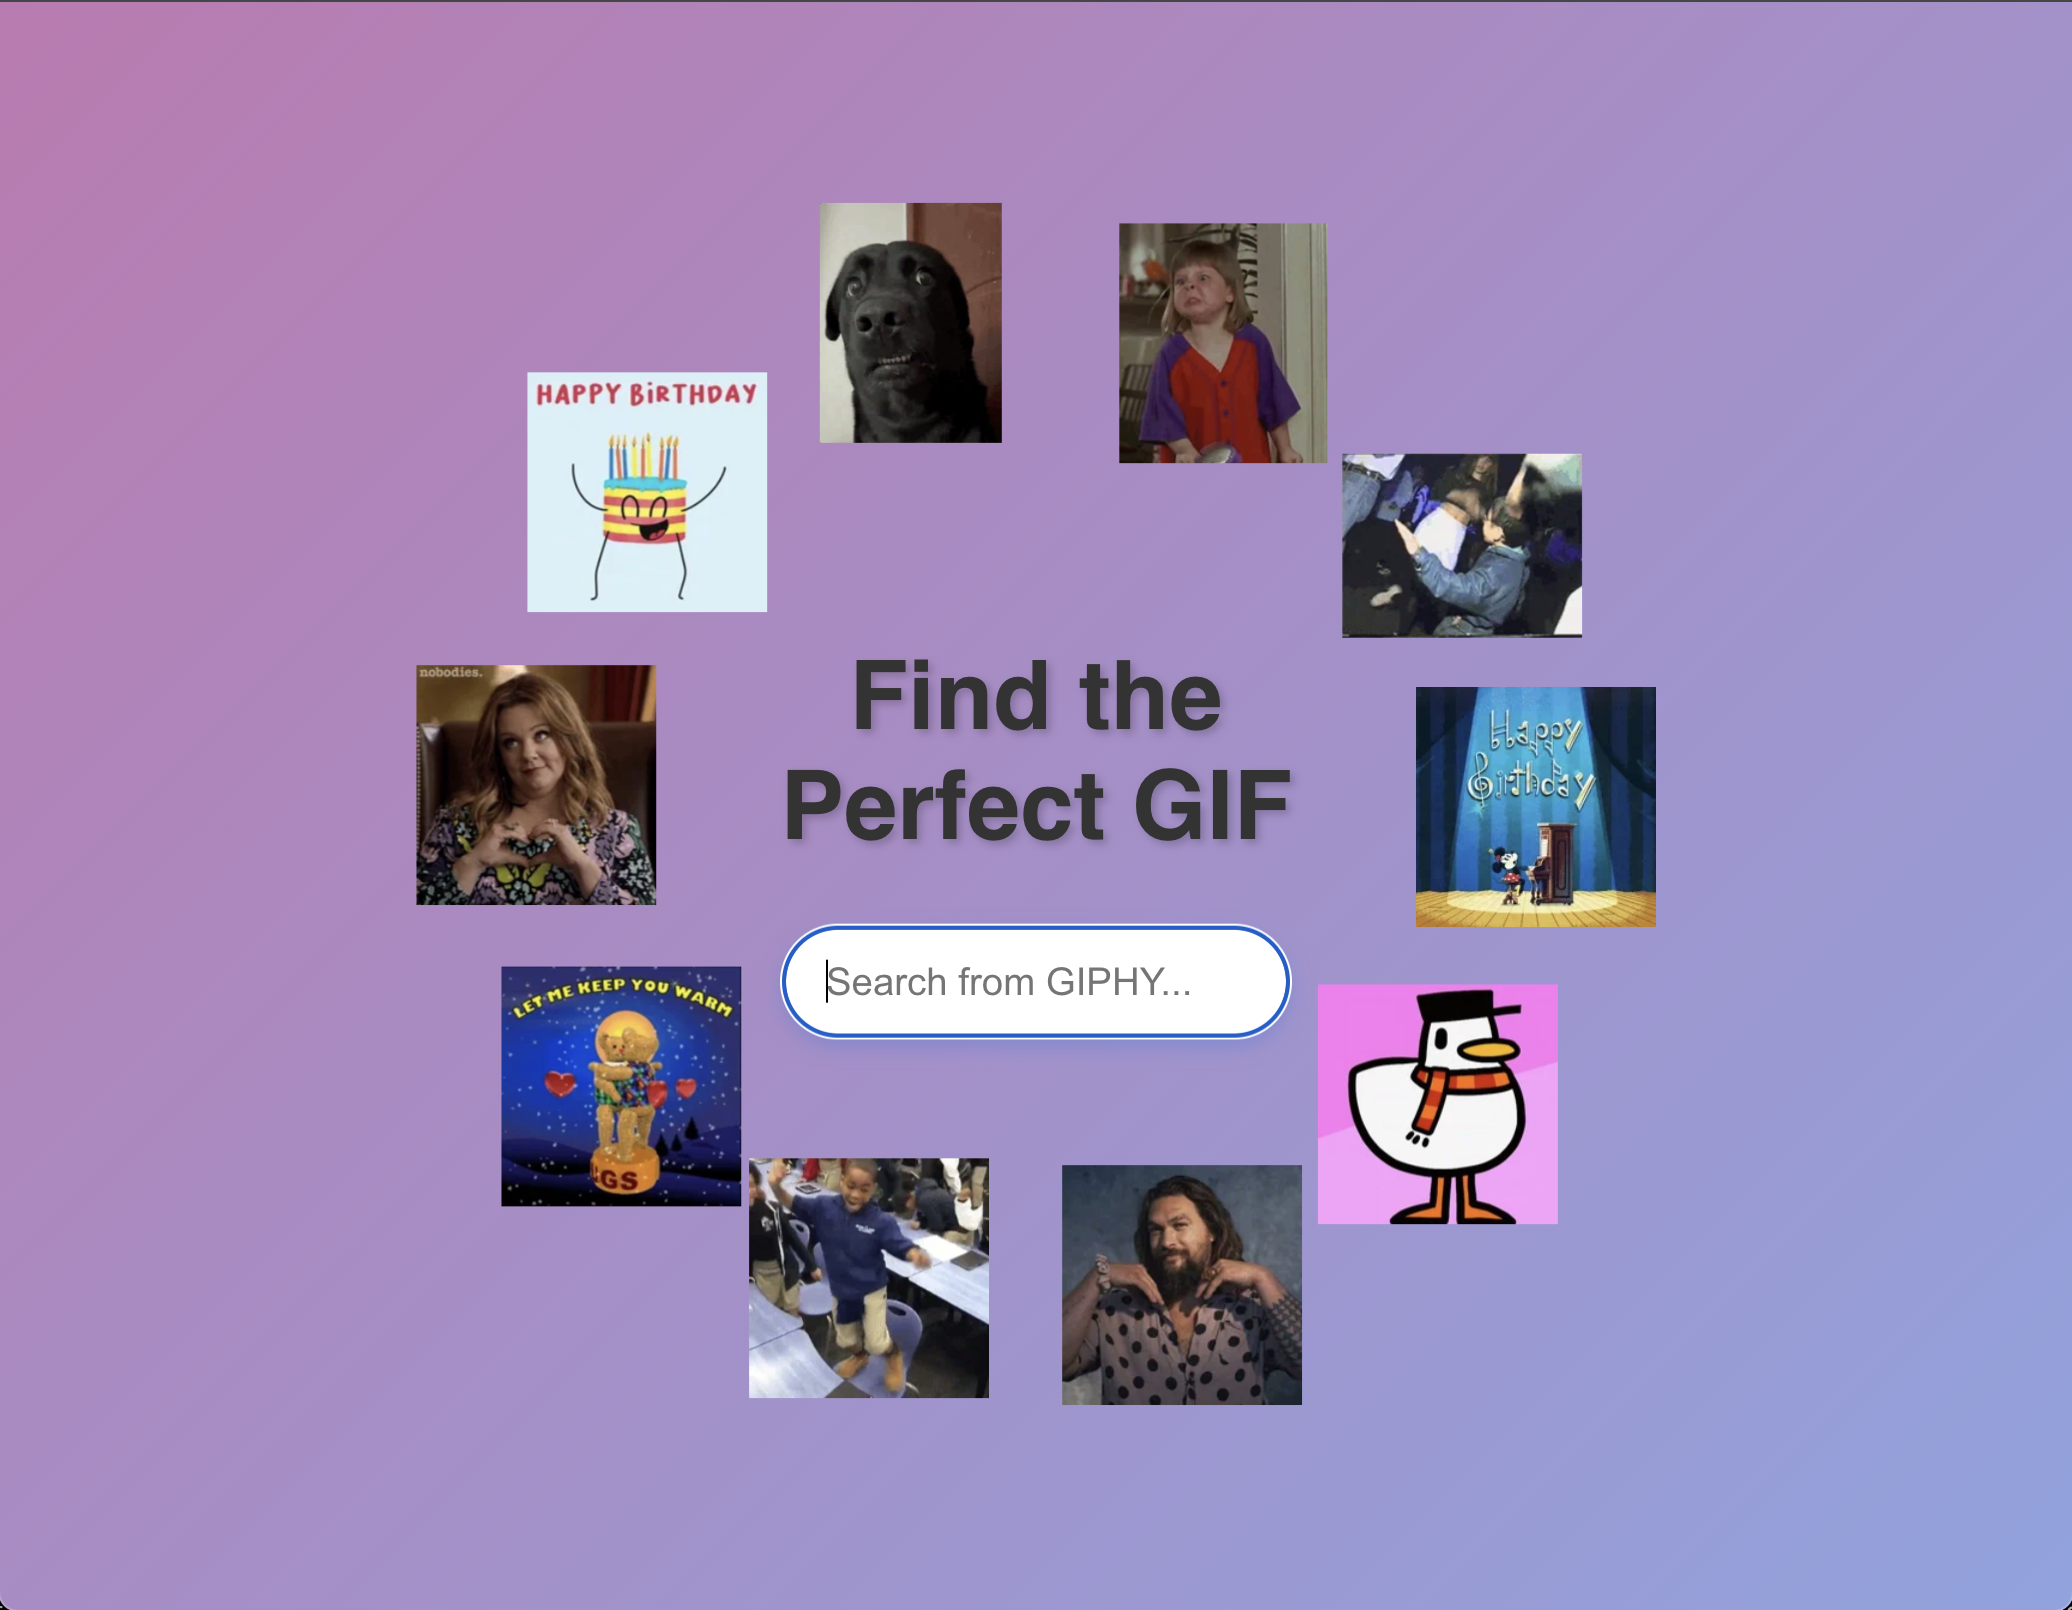 HAPPY BiRTHDAY
nobodies.
Find the
Perfect GIF
Happy
Birthday
Search from GIPHY...
LET ME KEEP YOU WARM
GS